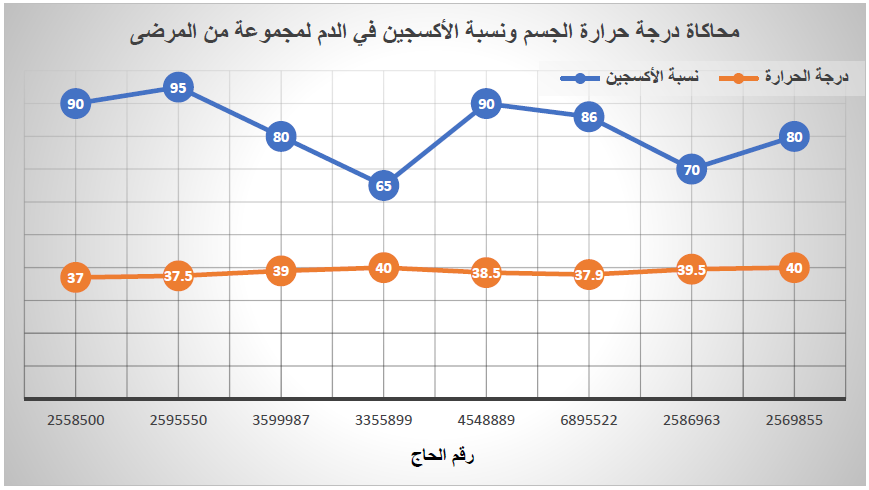 محاكاة درجة حرارة الجسم ونسبة الأكسجين في الدم لمجموعة من المرضى
درجة الحرارة نسبة الأكسجين
90 95 80 65 90 86 70 80
37 37.5 39 40 38.5 37.9 39.5 40
2558500 2595550 3599987 3355899 4548889 6895522 2586963 2569855
رقم الحاج